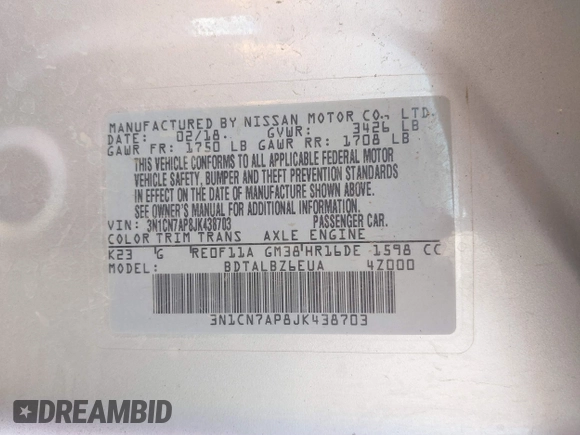 MANUFACTURED BY NISSAN MOTOR CO., LTD.
DATE: 02/18 GVWR: 3426 LB
GAWR FR: 1750 LB GAWR RR: 1708 LB
THIS VEHICLE CONFORMS TO ALL APPLICABLE FEDERAL MOTOR
VEHICLE SAFETY, BUMPER AND THEFT PREVENTION STANDARDS
IN EFFECT ON THE DATE OF MANUFACTURE SHOWN ABOVE.
SEE OWNER'S MANUAL FOR ADDITIONAL INFORMATION.
VIN: 3N1CN7AP8JK438703 PASSENGER CAR.
COLOR TRIM TRANS AXLE ENGINE
K23 G RE0F11A GM38 HR16DE 1598 CC
MODEL: BDTALBZ6EUA 4Z000
3N1CN7AP8JK438703
DREAMBID